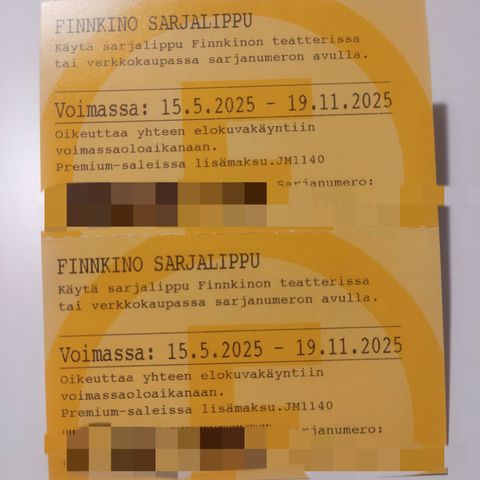 FINNKINO SARJALIPPU
Käytä sarjalippu Finnkinon teatterissa
tai verkkokaupassa sarjanumeron avulla.
Voimassa: 15.5.2025 - 19.11.2025
Oikeuttaa yhteen elokuvakäyntiin
voimassaoloaikanaan.
Premium-saleissa lisämaksu.JM1140
Sarjanumero:
FINNKINO SARJALIPPU
Käytä sarjalippu Finnkinon teatterissa
tai verkkokaupassa sarjanumeron avulla.
Voimassa: 15.5.2025 - 19.11.2025
Oikeuttaa yhteen elokuvakäyntiin
voimassaoloaikanaan.
Premium-saleissa lisämaksu.JM1140